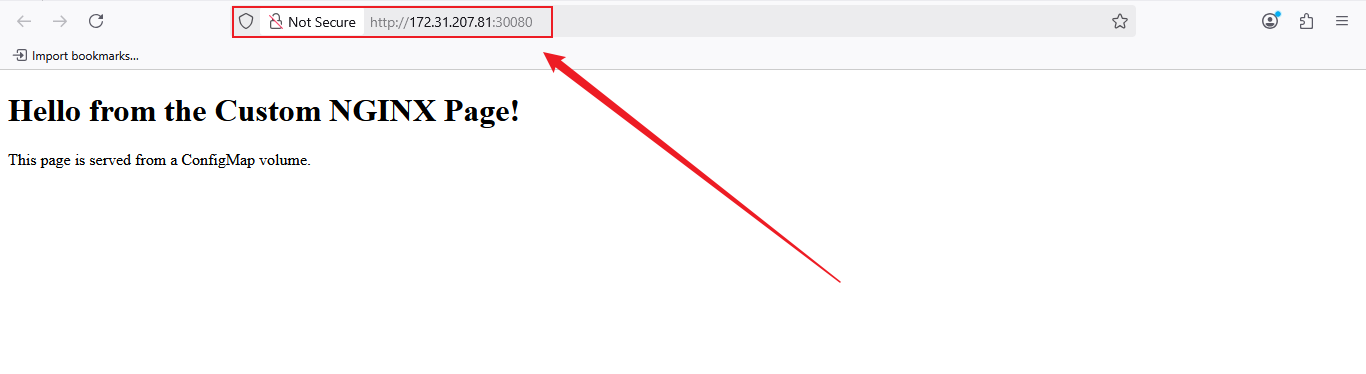 Not Secure http://172.31.207.81:30080
Import bookmarks...
Hello from the Custom NGINX Page!
This page is served from a ConfigMap volume.